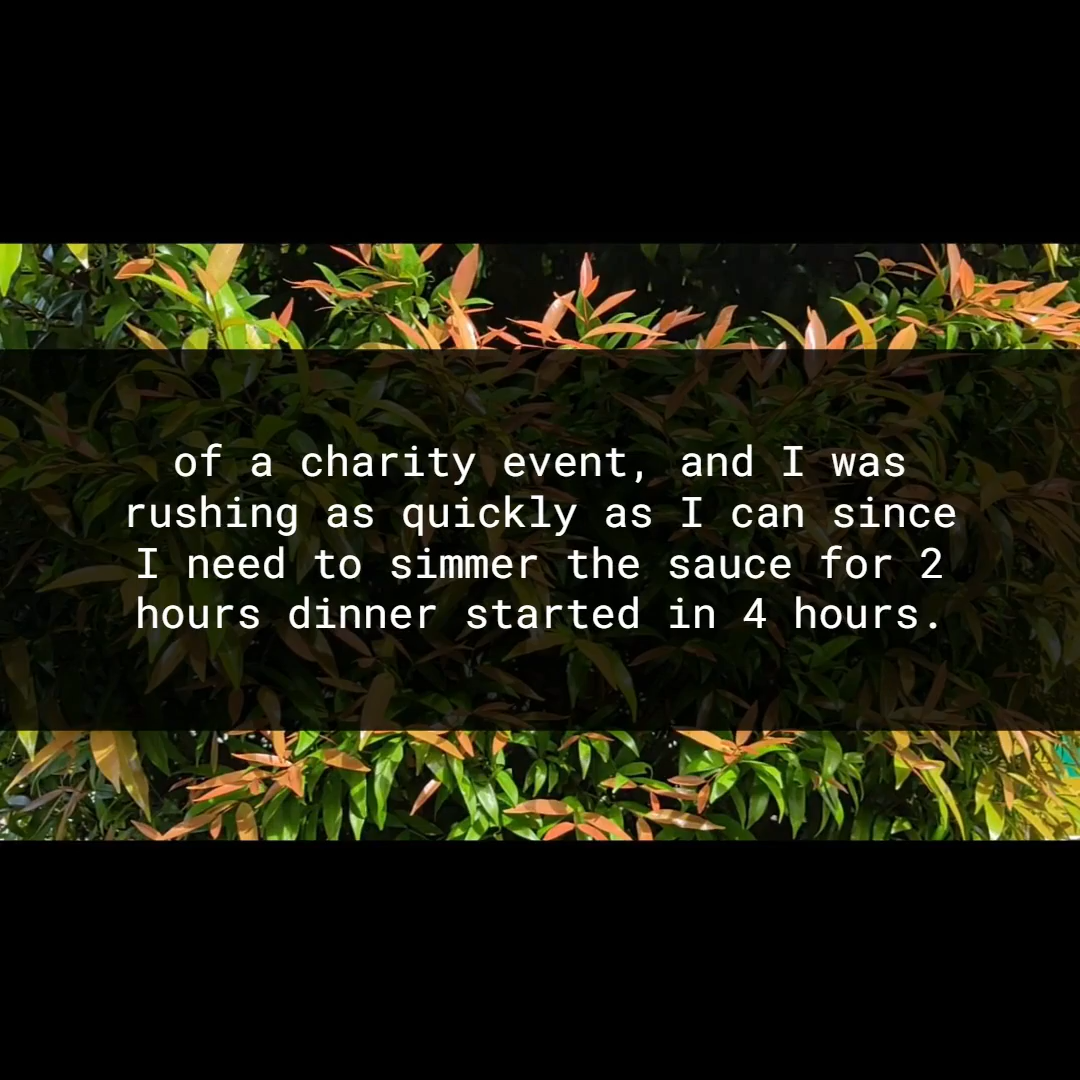 of a charity event, and I was
rushing as quickly as I can since
I need to simmer the sauce for 2
hours dinner started in 4 hours.